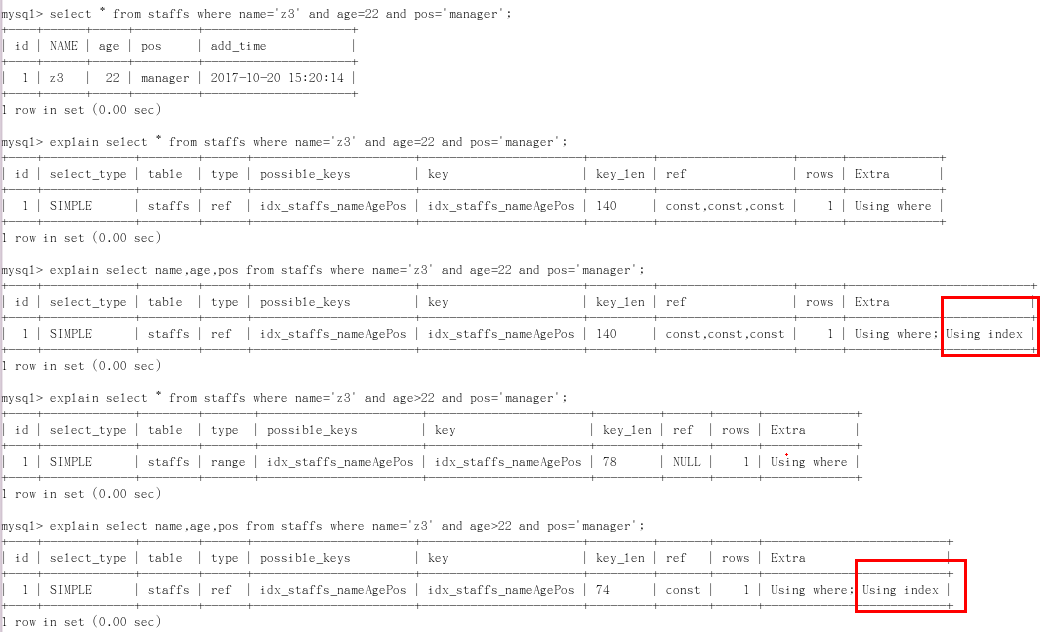 mysql> select * from staffs where name='z3' and age=22 and pos='manager';
| id | NAME | age | pos | add_time |
| 1 | z3 | 22 | manager | 2017-10-20 15:20:14 |
1 row in set (0.00 sec)
mysql> explain select * from staffs where name='z3' and age=22 and pos='manager';
| id | select_type | table | type | possible_keys | key | key_len | ref | rows | Extra |
| 1 | SIMPLE | staffs | ref | idx_staffs_nameAgePos | idx_staffs_nameAgePos | 140 | const,const,const | 1 | Using where |
1 row in set (0.00 sec)
mysql> explain select name,age,pos from staffs where name='z3' and age=22 and pos='manager';
| id | select_type | table | type | possible_keys | key | key_len | ref | rows | Extra |
| 1 | SIMPLE | staffs | ref | idx_staffs_nameAgePos | idx_staffs_nameAgePos | 140 | const,const,const | 1 | Using where; Using index |
1 row in set (0.00 sec)
mysql> explain select * from staffs where name='z3' and age>22 and pos='manager';
| id | select_type | table | type | possible_keys | key | key_len | ref | rows | Extra |
| 1 | SIMPLE | staffs | range | idx_staffs_nameAgePos | idx_staffs_nameAgePos | 78 | NULL | 1 | Using where |
1 row in set (0.00 sec)
mysql> explain select name,age,pos from staffs where name='z3' and age>22 and pos='manager';
| id | select_type | table | type | possible_keys | key | key_len | ref | rows | Extra |
| 1 | SIMPLE | staffs | ref | idx_staffs_nameAgePos | idx_staffs_nameAgePos | 74 | const | 1 | Using where; Using index |
1 row in set (0.00 sec)